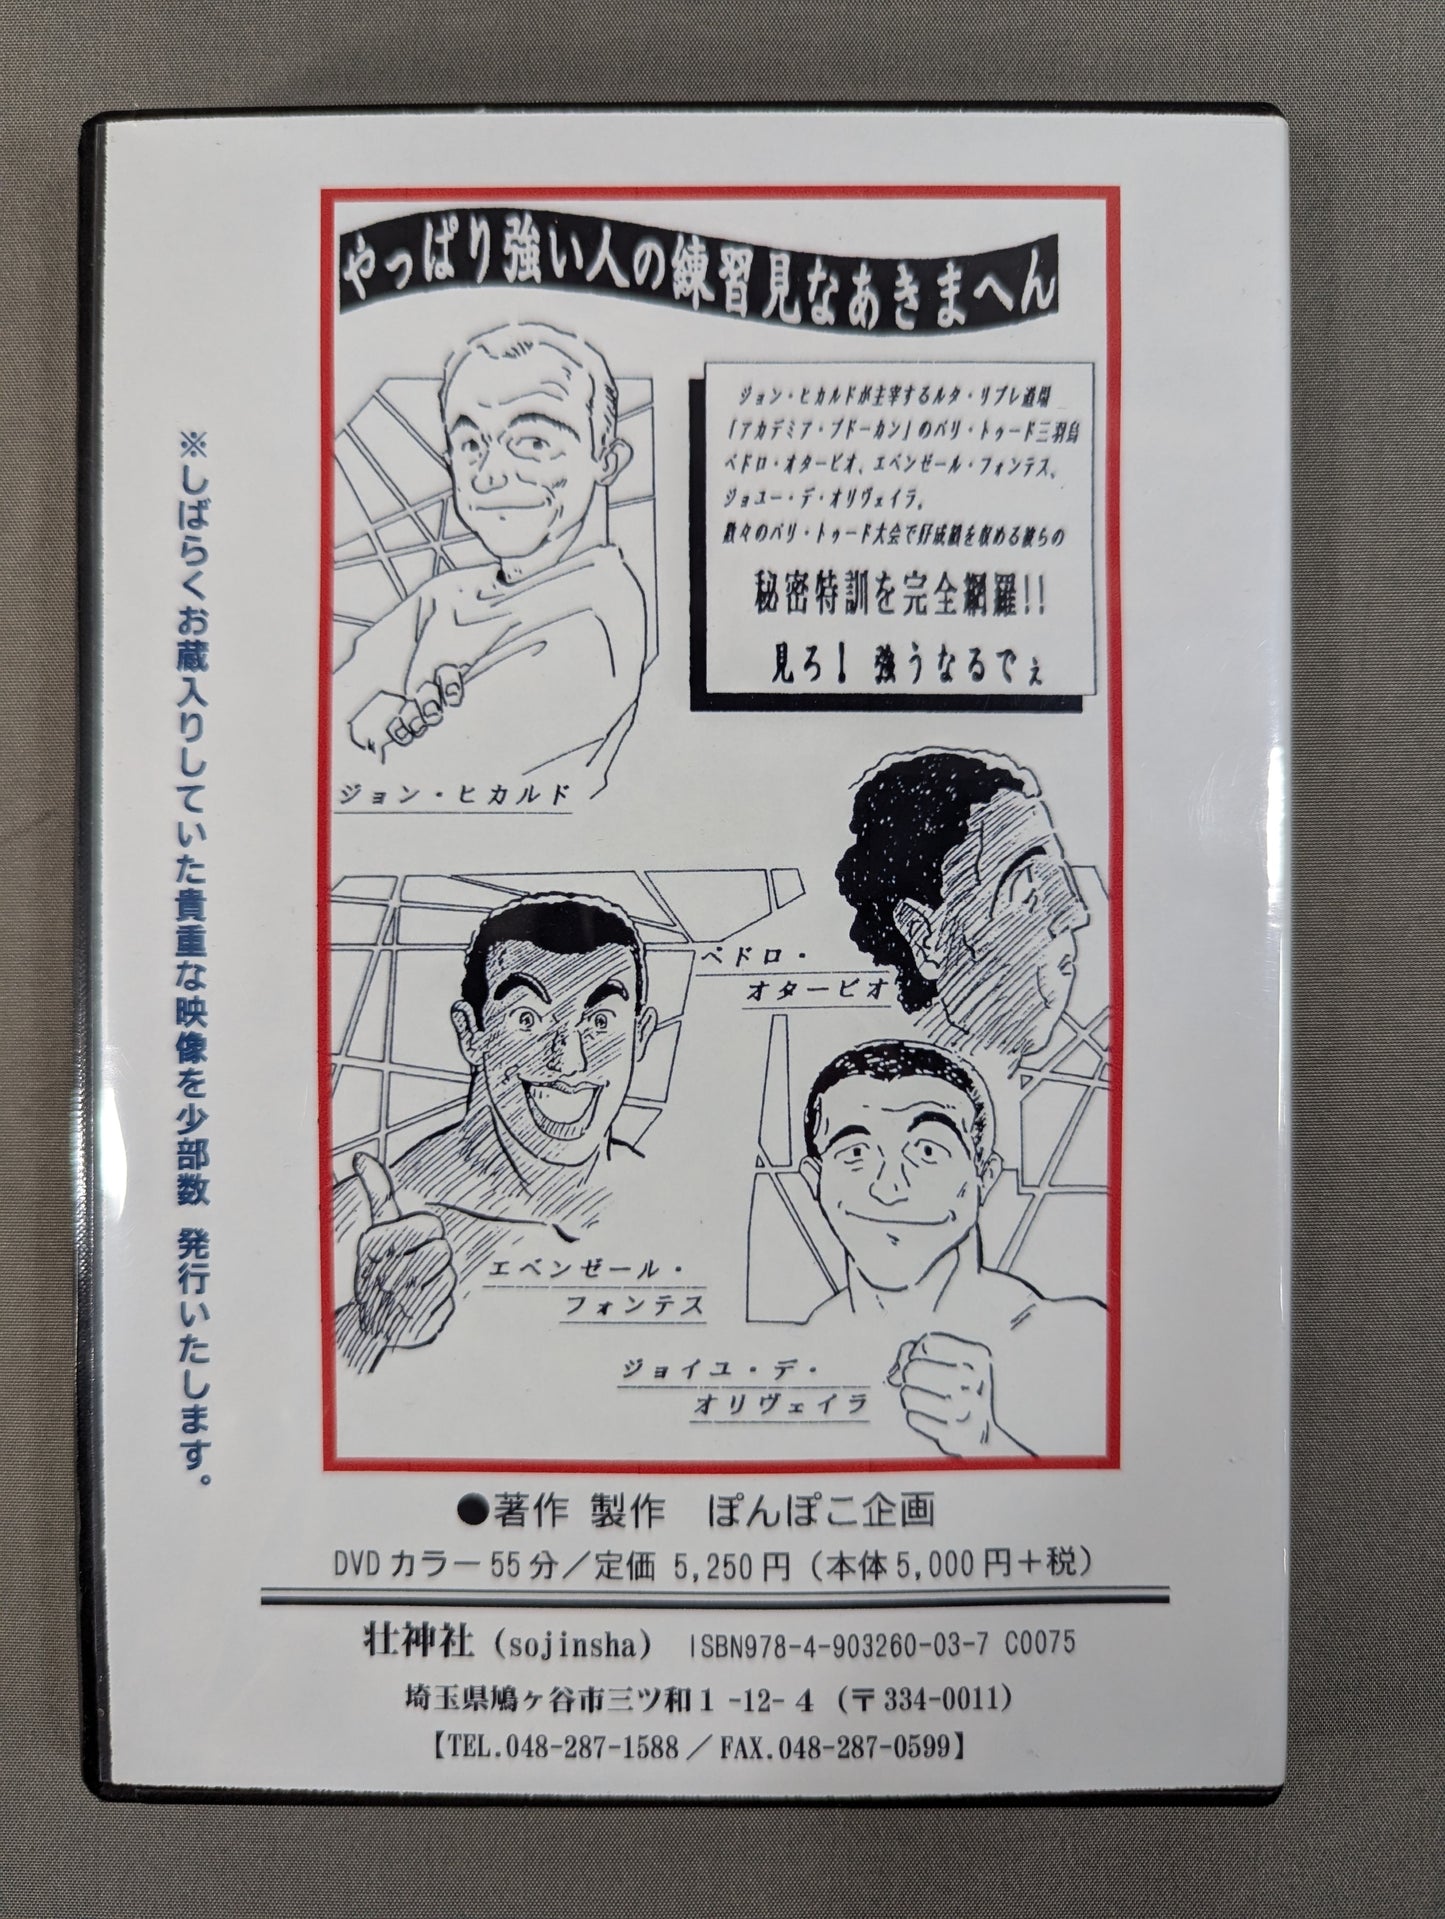 やっぱり強い人の練習見なあきまへん
ジョン・ヒカルドが主宰するルタ・リブレ道場
「アカデミア・ブドーカン」のバリ・トゥード三羽烏
ペドロ・オタービオ、エベンゼール・フォンテス、
ジョユー・デ・オリヴェイラ。
数々のバリ・トゥード大会で好成績を収める彼らの
秘密特訓を完全網羅!!
見ろ！ 強うなるでぇ
ジョン・ヒカルド
ペドロ・
オタービオ
エベンゼール・
フォンテス
ジョイユ・デ・
オリヴェイラ
※しばらくお蔵入りしていた貴重な映像を少部数 発行いたします。
●著作 製作 ぽんぽこ企画
DVDカラー55分／定価 5,250円（本体5,000円＋税）
壮神社（sojinsha） ISBN978-4-903260-03-7 C0075
埼玉県鳩ヶ谷市三ツ和1-12-4（〒334-0011）
【TEL.048-287-1588／FAX.048-287-0599】